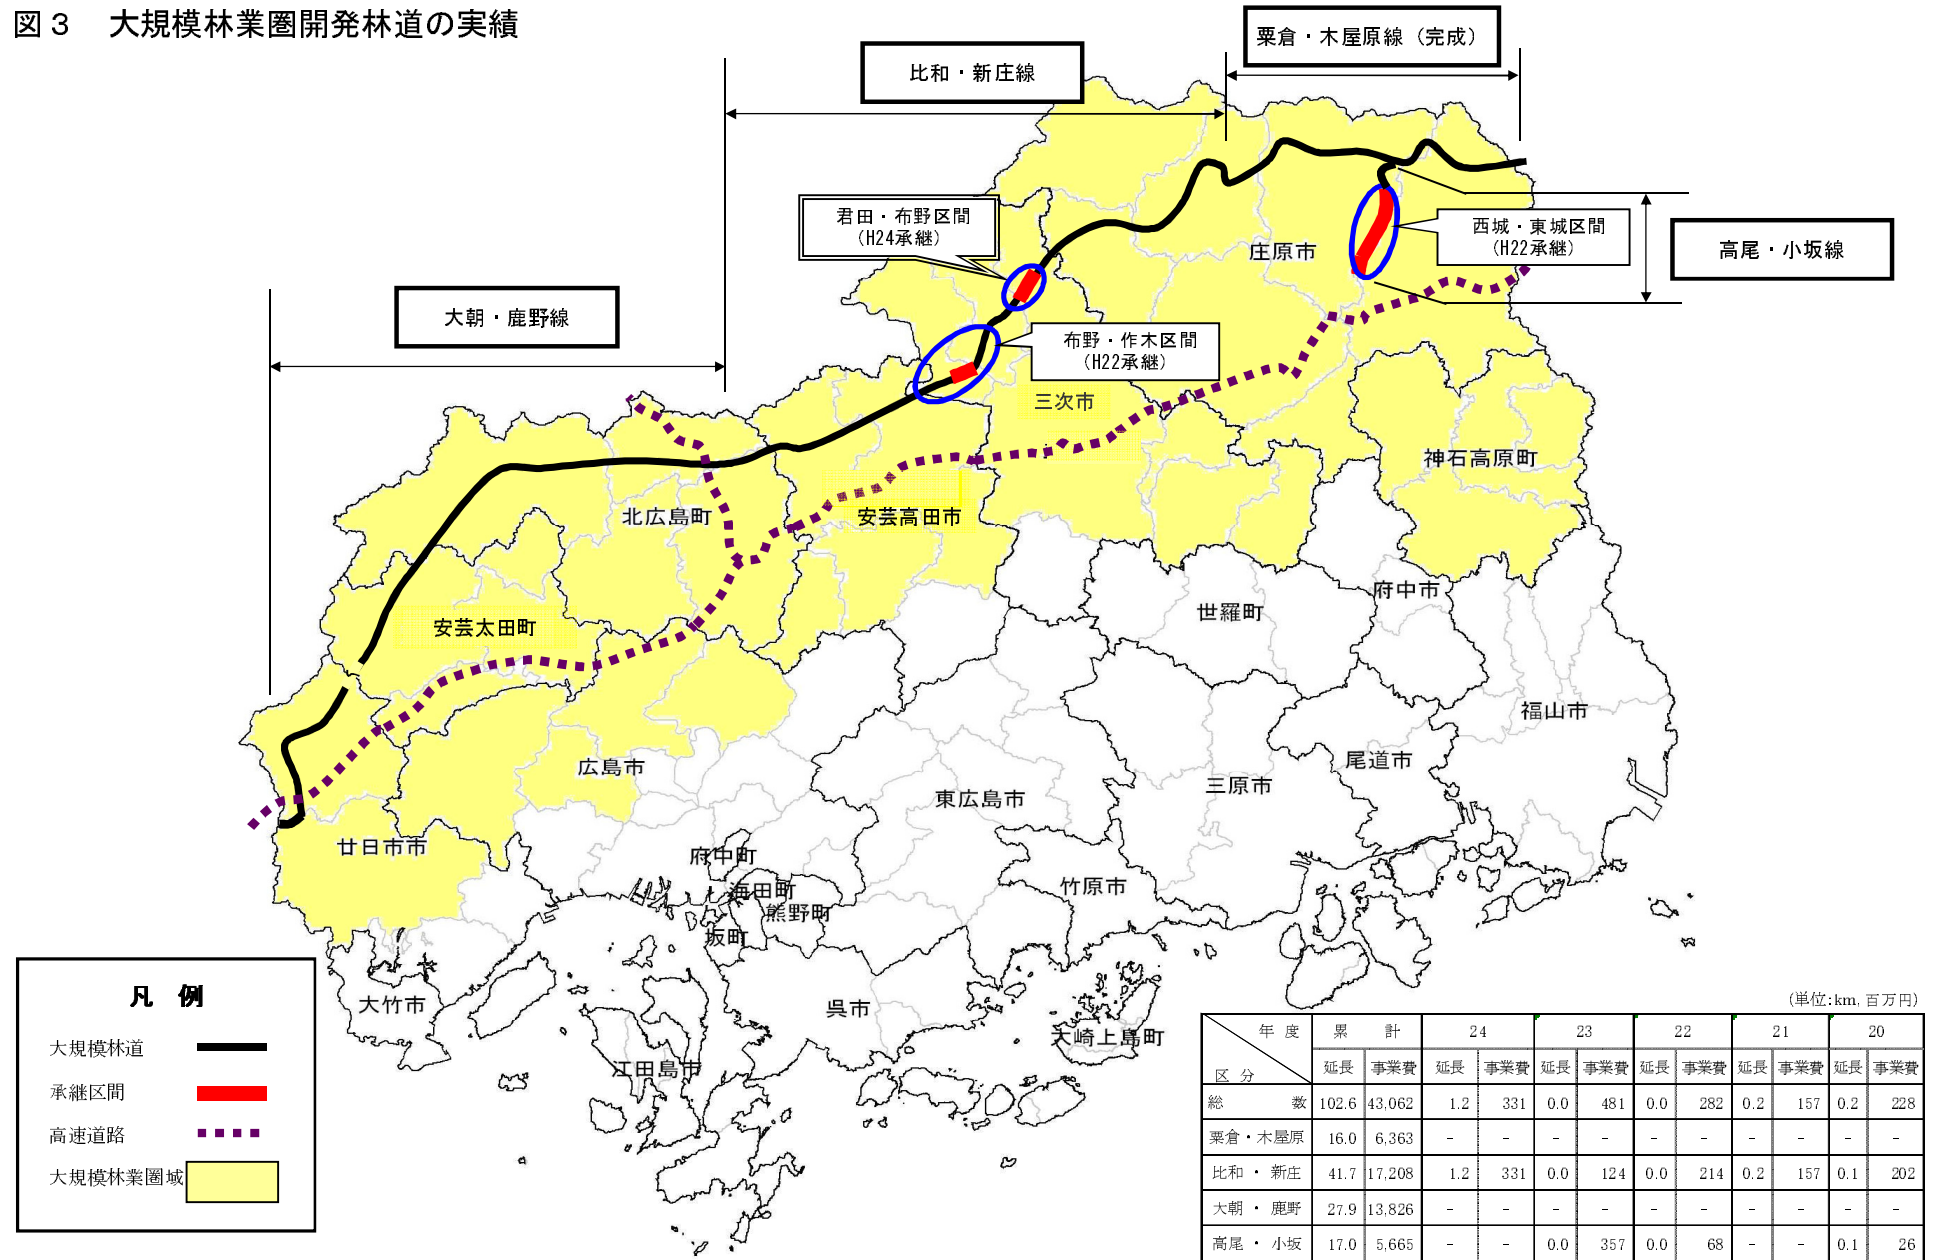 図３　大規模林業圏開発林道の実績
粟倉・木屋原線（完成）
比和・新庄線
君田・布野区間
（H24承継）
西城・東城区間
（H22承継）
高尾・小坂線
庄原市
大朝・鹿野線
布野・作木区間
（H22承継）
三次市
神石高原町
北広島町
安芸高田市
府中市
世羅町
安芸太田町
福山市
尾道市
広島市
三原市
東広島市
廿日市市
府中町
海田町
竹原市
熊野町
坂町
大竹市
呉市
大崎上島町
江田島市
凡　例
大規模林道
承継区間
高速道路
大規模林業圏域
（単位:km, 百万円）
年 度 累 計 24 23 22 21 20
区 分 延長 事業費 延長 事業費 延長 事業費 延長 事業費 延長 事業費 延長 事業費
総 数 102.6 43,062 1.2 331 0.0 481 0.0 282 0.2 157 0.2 228
粟倉・木屋原 16.0 6,363 - - - - - - - - - -
比和 ・ 新庄 41.7 17,208 1.2 331 0.0 124 0.0 214 0.2 157 0.1 202
大朝 ・ 鹿野 27.9 13,826 - - - - - - - - - -
高尾 ・ 小坂 17.0 5,665 - - 0.0 357 0.0 68 - - 0.1 26